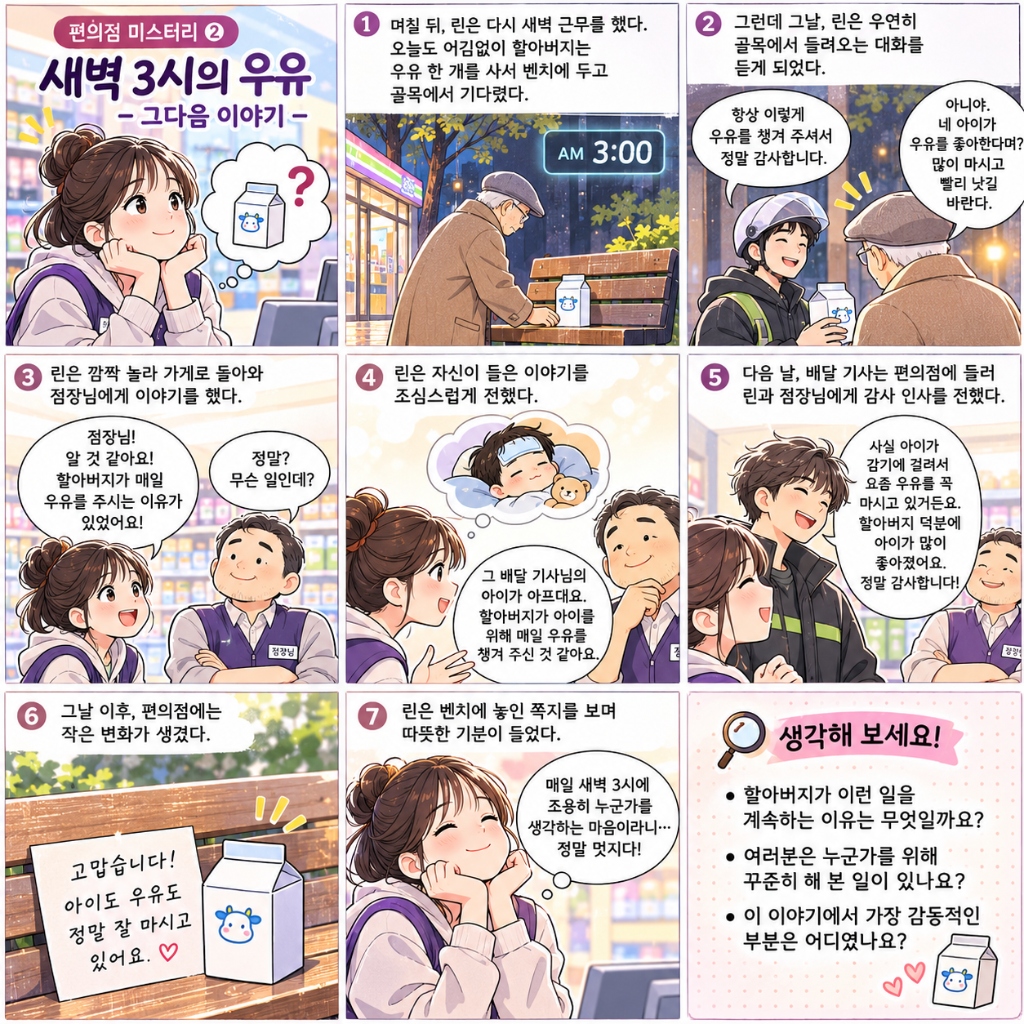 편의점 미스터리 2
새벽 3시의 우유
- 그다음 이야기 -
?
1 며칠 뒤, 린은 다시 새벽 근무를 했다.
오늘도 어김없이 할아버지는
우유 한 개를 사서 벤치에 두고
골목에서 기다렸다.
AM 3:00
2 그런데 그날, 린은 우연히
골목에서 들려오는 대화를
듣게 되었다.
항상 이렇게
우유를 챙겨 주셔서
정말 감사합니다.
아니야.
네 아이가
우유를 좋아한다며?
많이 마시고
빨리 낫길
바란다.
3 린은 깜짝 놀라 가게로 돌아와
점장님에게 이야기를 했다.
점장님!
알 것 같아요!
할아버지가 매일
우유를 주시는 이유가
있었어요!
정말?
무슨 일인데?
점장님
4 린은 자신이 들은 이야기를
조심스럽게 전했다.
그 배달 기사님의
아이가 아프대요.
할아버지가 아이를
위해 매일 우유를
챙겨 주신 것 같아요.
5 다음 날, 배달 기사는 편의점에 들러
린과 점장님에게 감사 인사를 전했다.
사실 아이가
감기에 걸려서
요즘 우유를 꼭
마시고 있거든요.
할아버지 덕분에
아이가 많이
좋아졌어요.
정말 감사합니다!
6 그날 이후, 편의점에는
작은 변화가 생겼다.
고맙습니다!
아이도 우유도
정말 잘 마시고
있어요. ♡
7 린은 벤치에 놓인 쪽지를 보며
따뜻한 기분이 들었다.
매일 새벽 3시에
조용히 누군가를
생각하는 마음이라니…
정말 멋지다!
생각해 보세요!
• 할아버지가 이런 일을
계속하는 이유는 무엇일까요?
• 여러분은 누군가를 위해
꾸준히 해 본 일이 있나요?
• 이 이야기에서 가장 감동적인
부분은 어디였나요?